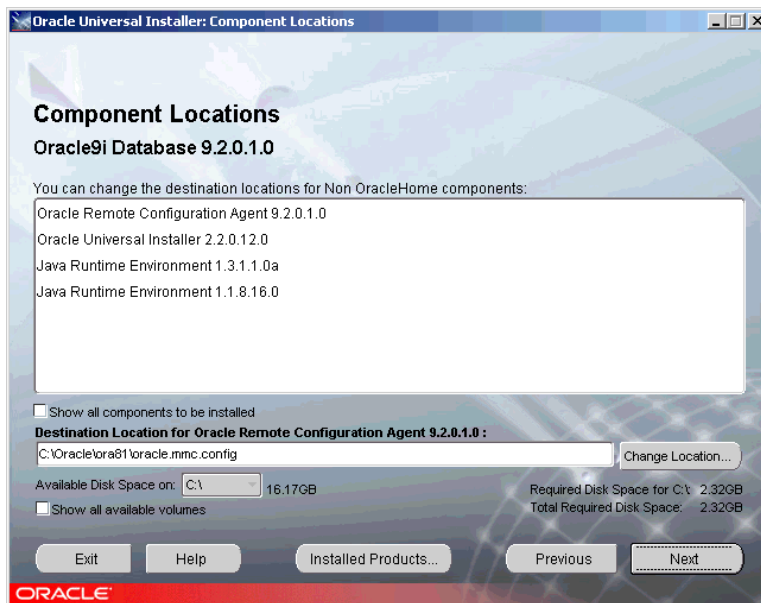 Oracle Universal Installer: Component Locations
Component Locations
Oracle9i Database 9.2.0.1.0
You can change the destination locations for Non OracleHome components:
Oracle Remote Configuration Agent 9.2.0.1.0
Oracle Universal Installer 2.2.0.12.0
Java Runtime Environment 1.3.1.1.0a
Java Runtime Environment 1.1.8.16.0
Show all components to be installed
Destination Location for Oracle Remote Configuration Agent 9.2.0.1.0 :
C:\Oracle\ora81\oracle.mmc.config
Change Location...
Available Disk Space on: C:\ 16.17GB
Required Disk Space for C:\: 2.32GB
Show all available volumes
Total Required Disk Space: 2.32GB
Exit Help Installed Products... Previous Next
ORACLE